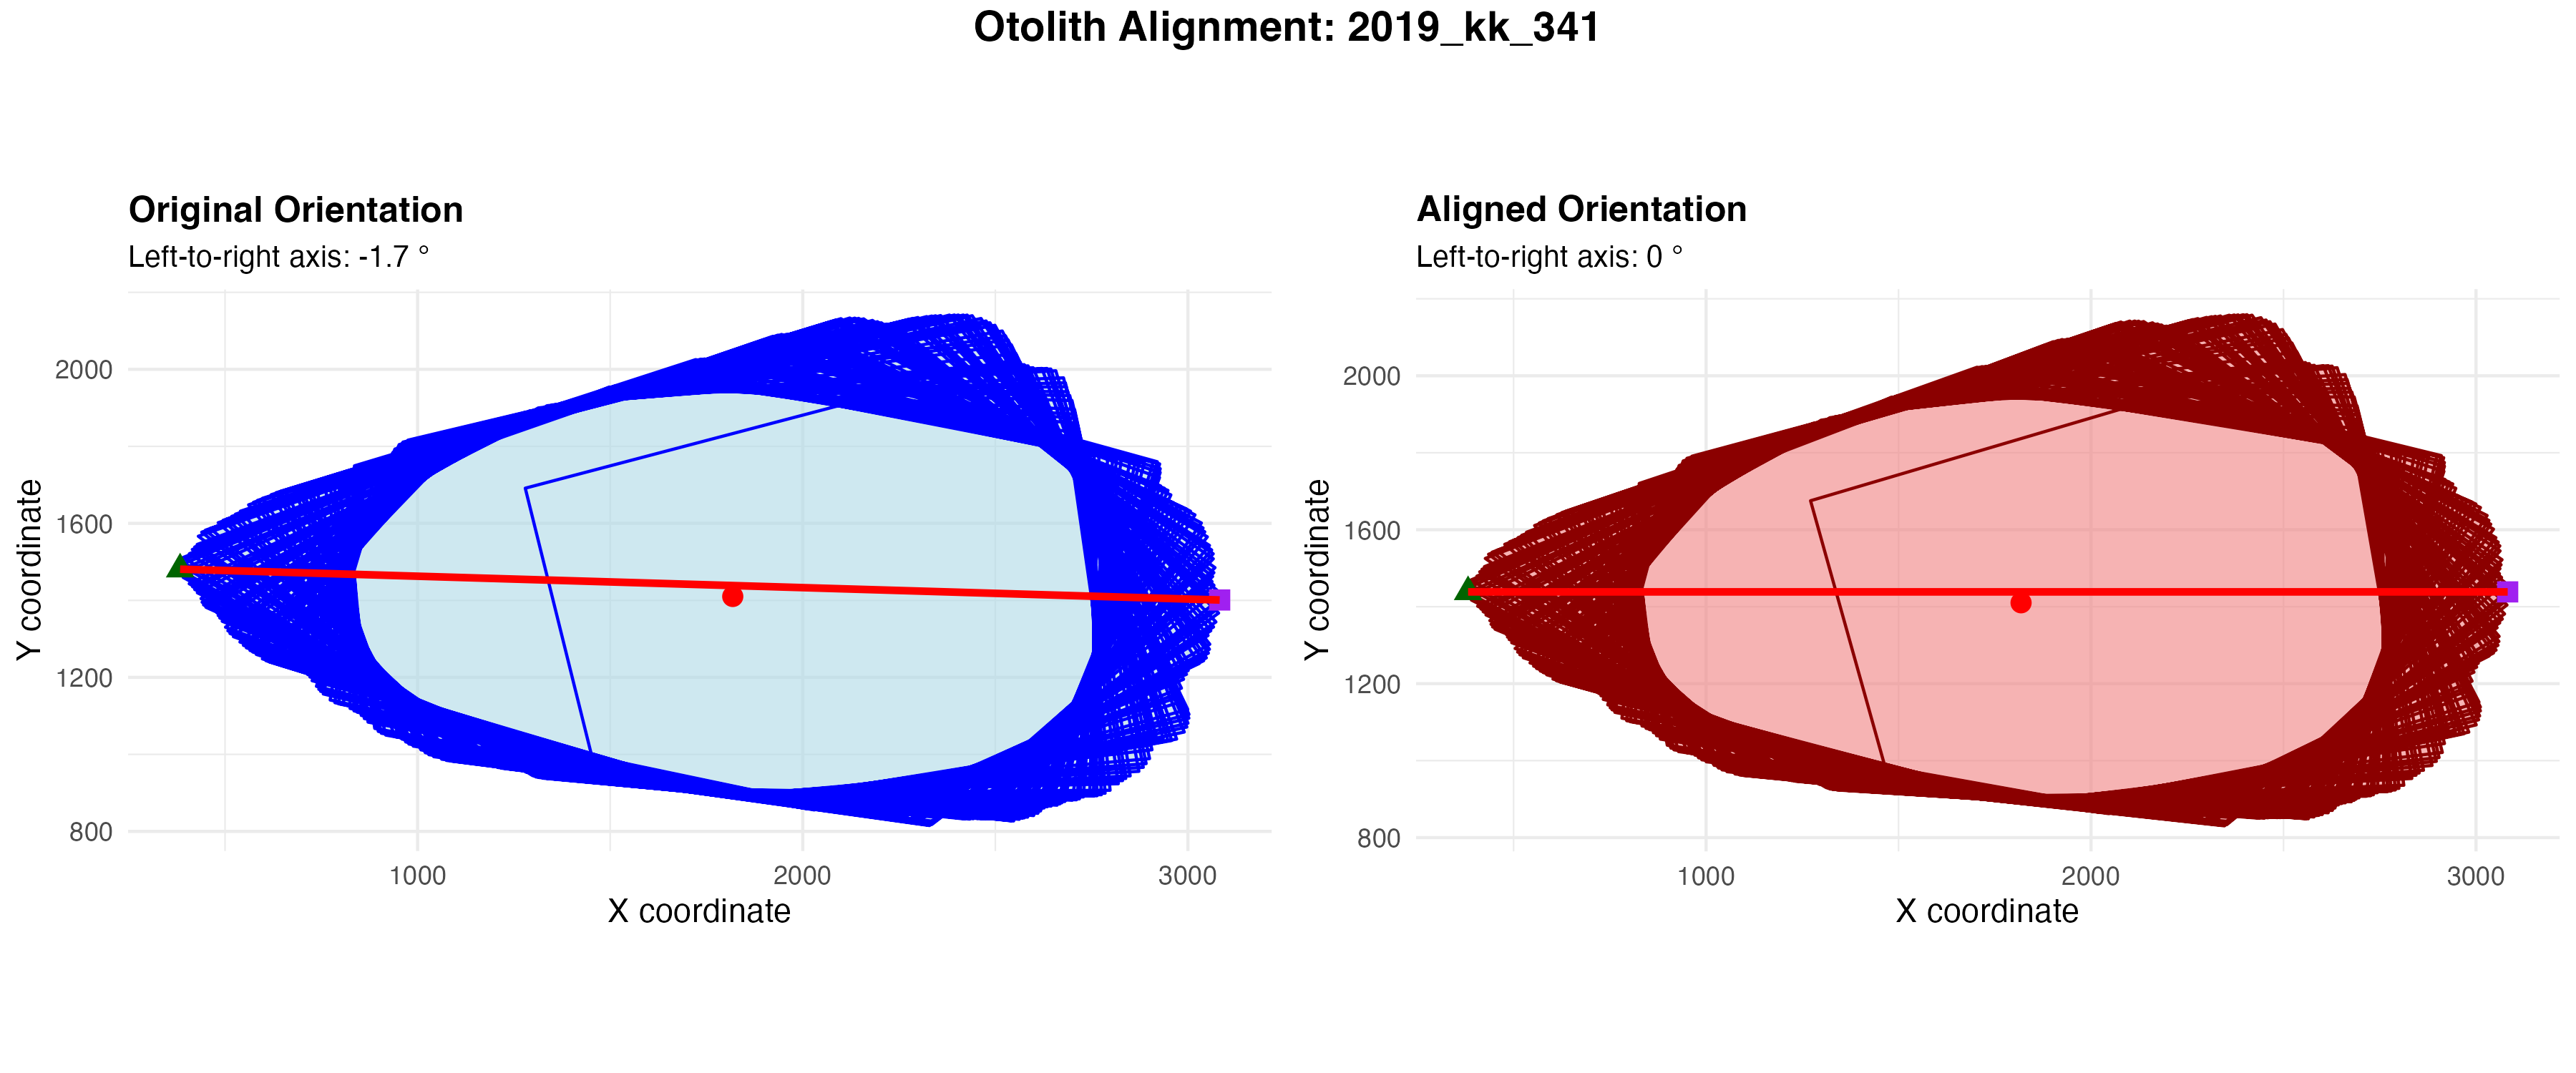 Otolith Alignment: 2019_kk_341
Original Orientation
Left-to-right axis: -1.7 °
Y coordinate
2000
1600
1200
800
1000
2000
3000
X coordinate
Aligned Orientation
Left-to-right axis: 0 °
Y coordinate
2000
1600
1200
800
1000
2000
3000
X coordinate